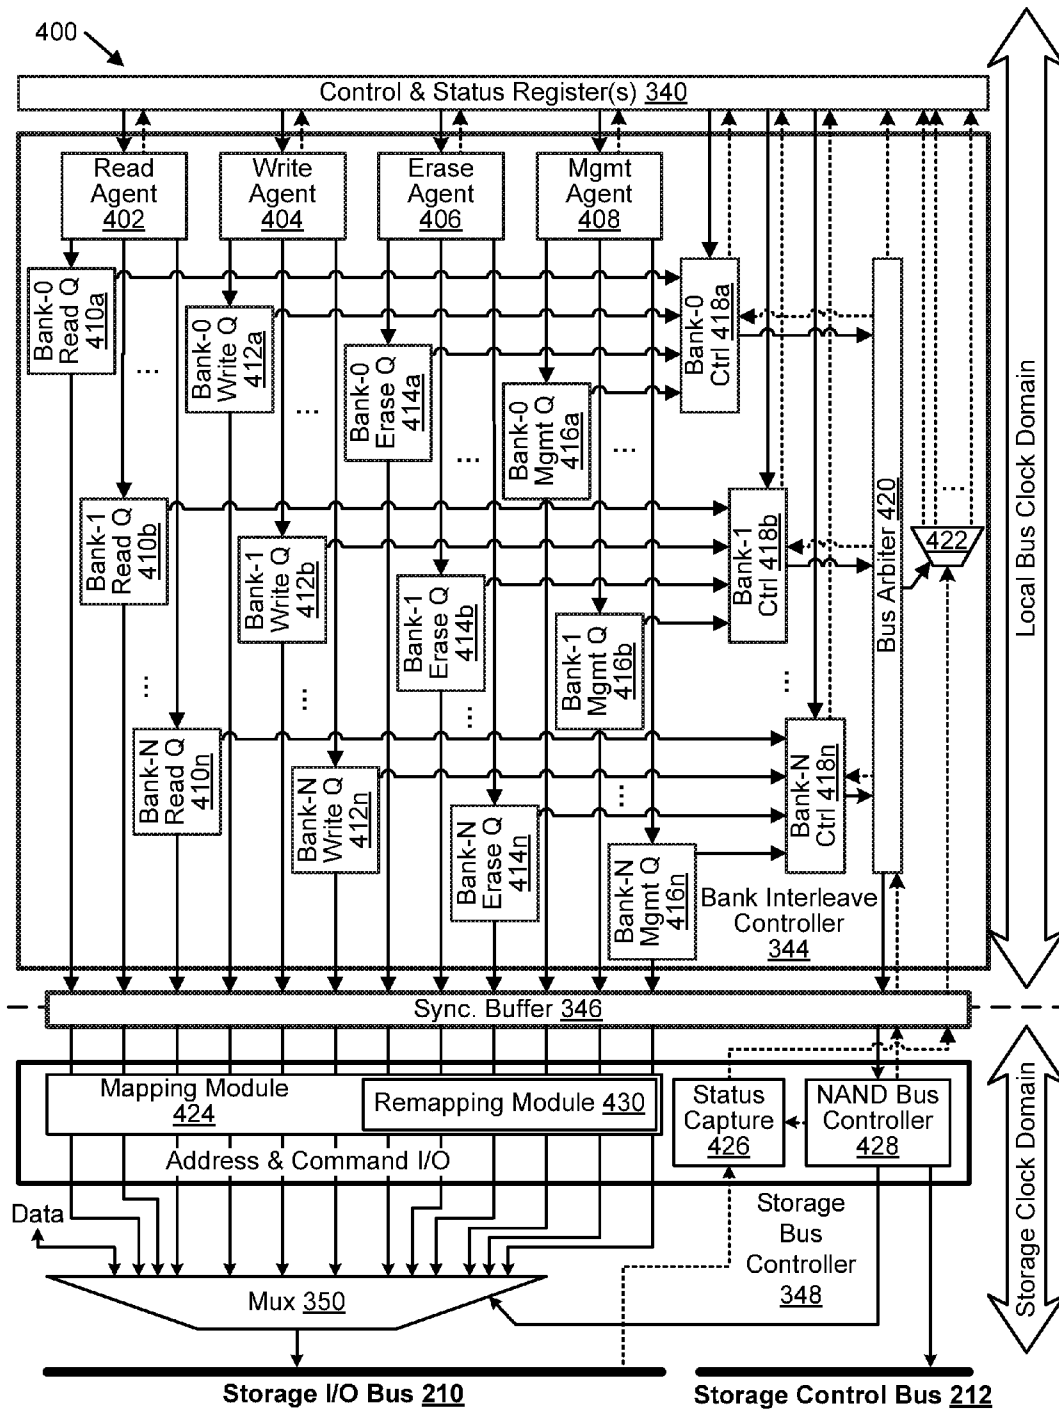 400
Control & Status Register(s) 340
Read Agent 402
Write Agent 404
Erase Agent 406
Mgmt Agent 408
Bank-0 Read Q 410a
Bank-0 Write Q 412a
Bank-0 Erase Q 414a
Bank-0 Mgmt Q 416a
Bank-0 Ctrl 418a
...
...
...
...
Bank-1 Read Q 410b
Bank-1 Write Q 412b
Bank-1 Erase Q 414b
Bank-1 Mgmt Q 416b
Bank-1 Ctrl 418b
Bus Arbiter 420
...
422
Local Bus Clock Domain
...
...
...
...
...
Bank-N Read Q 410n
Bank-N Write Q 412n
Bank-N Erase Q 414n
Bank-N Mgmt Q 416n
Bank-N Ctrl 418n
Bank Interleave
Controller
344
Sync. Buffer 346
Mapping Module
424
Remapping Module 430
Status
Capture
426
NAND Bus
Controller
428
Address & Command I/O
Storage Clock Domain
Data
Storage
Bus
Controller
348
Mux 350
Storage I/O Bus 210
Storage Control Bus 212